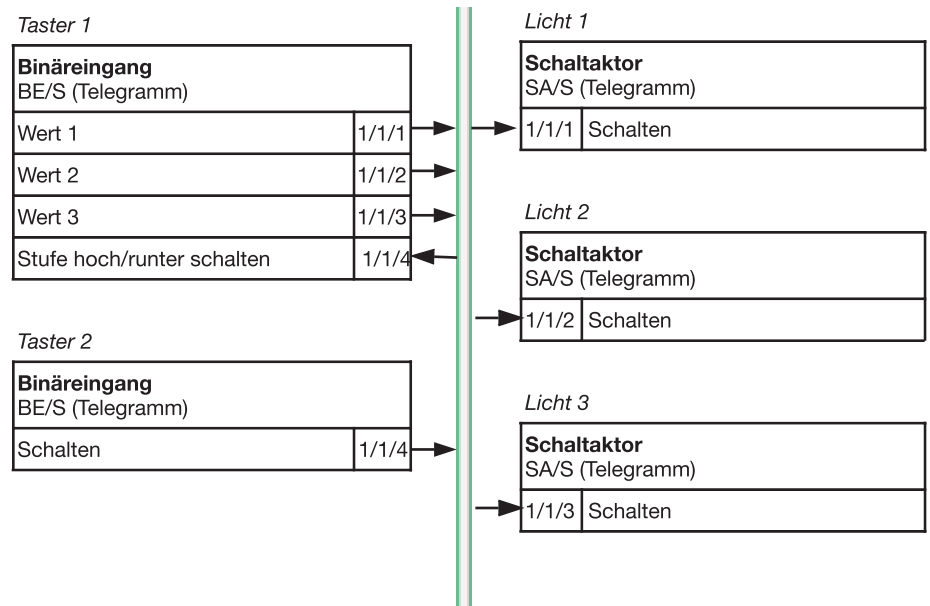 Taster 1
Binäreingang
BE/S (Telegramm)
Wert 1 1/1/1
Wert 2 1/1/2
Wert 3 1/1/3
Stufe hoch/runter schalten 1/1/4
Taster 2
Binäreingang
BE/S (Telegramm)
Schalten 1/1/4
Licht 1
Schaltaktor
SA/S (Telegramm)
1/1/1 Schalten
Licht 2
Schaltaktor
SA/S (Telegramm)
1/1/2 Schalten
Licht 3
Schaltaktor
SA/S (Telegramm)
1/1/3 Schalten